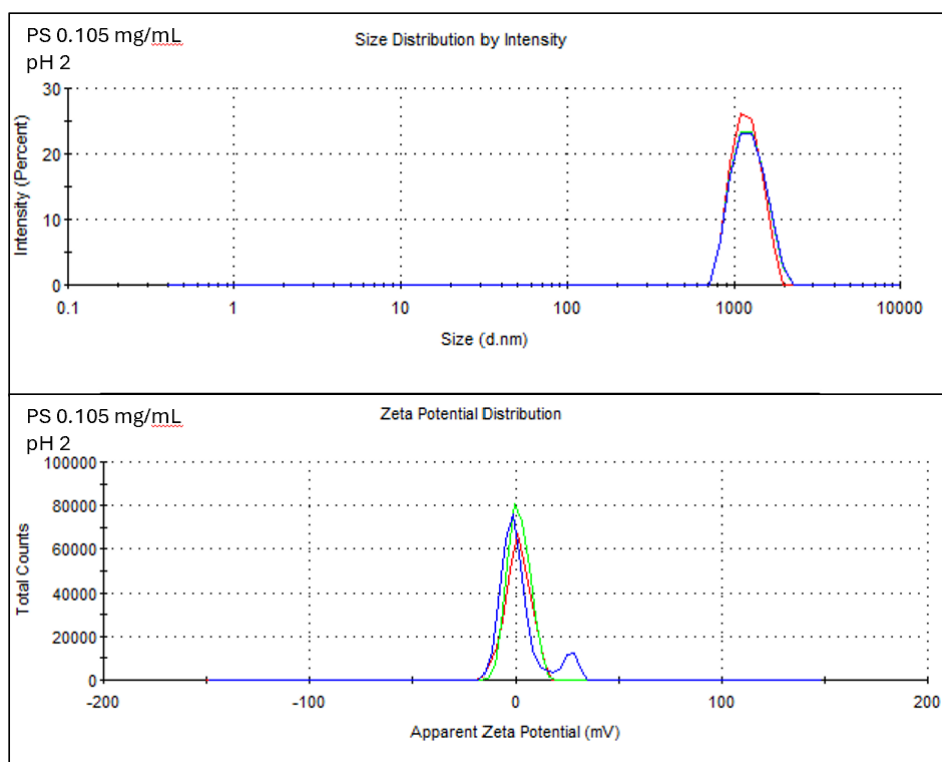 PS 0.105 mg/mL
pH 2
Size Distribution by Intensity
Intensity (Percent)
30
20
10
0
0.1 1 10 100 1000 10000
Size (d.nm)
PS 0.105 mg/mL
pH 2
Zeta Potential Distribution
Total Counts
100000
80000
60000
40000
20000
0
-200 -100 0 100 200
Apparent Zeta Potential (mV)